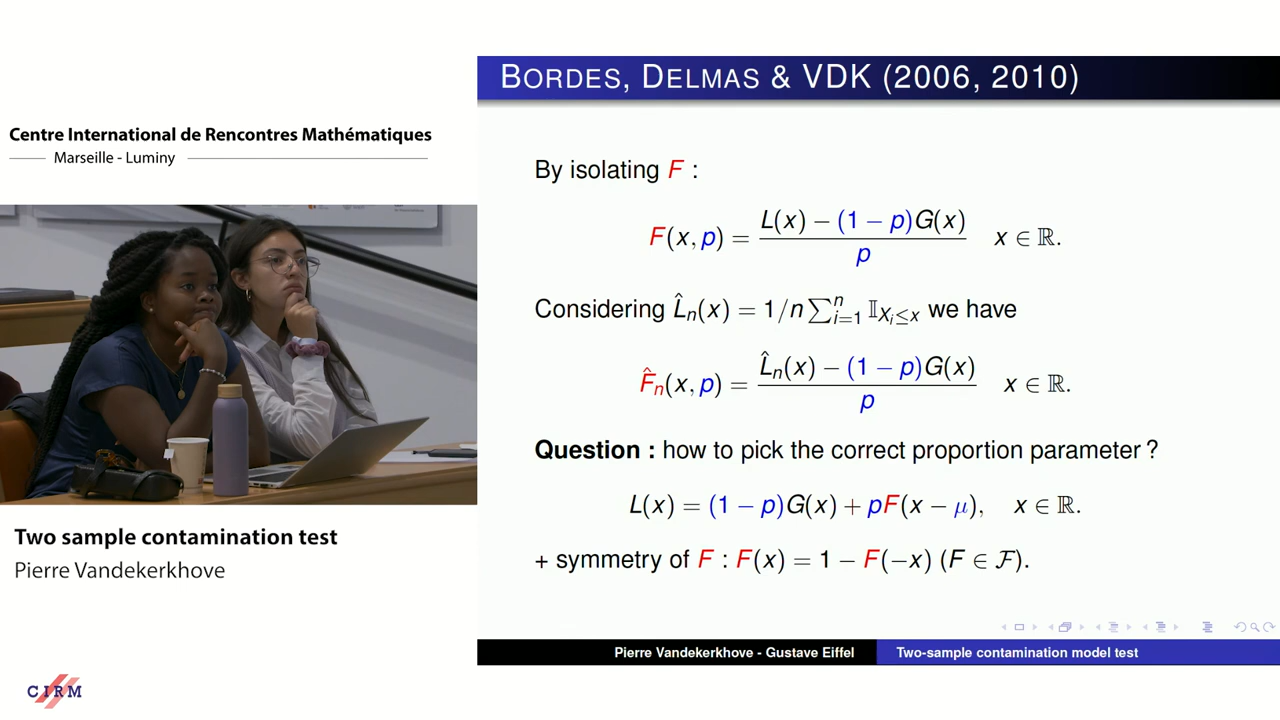 Centre International de Rencontres Mathématiques
Marseille - Luminy
Two sample contamination test
Pierre Vandekerkhove
CIRM
BORDES, DELMAS & VDK (2006, 2010)
By isolating F :
F(x, p) = (L(x) − (1 − p)G(x)) / p    x ∈ ℝ.
Considering L̂ₙ(x) = 1/n ∑ⁿᵢ₌₁ 𝕀_{Xᵢ≤x} we have
F̂ₙ(x, p) = (L̂ₙ(x) − (1 − p)G(x)) / p    x ∈ ℝ.
Question : how to pick the correct proportion parameter ?
L(x) = (1 − p)G(x) + pF(x − μ),    x ∈ ℝ.
+ symmetry of F : F(x) = 1 − F(−x) (F ∈ ℱ).
Pierre Vandekerkhove - Gustave Eiffel
Two-sample contamination model test